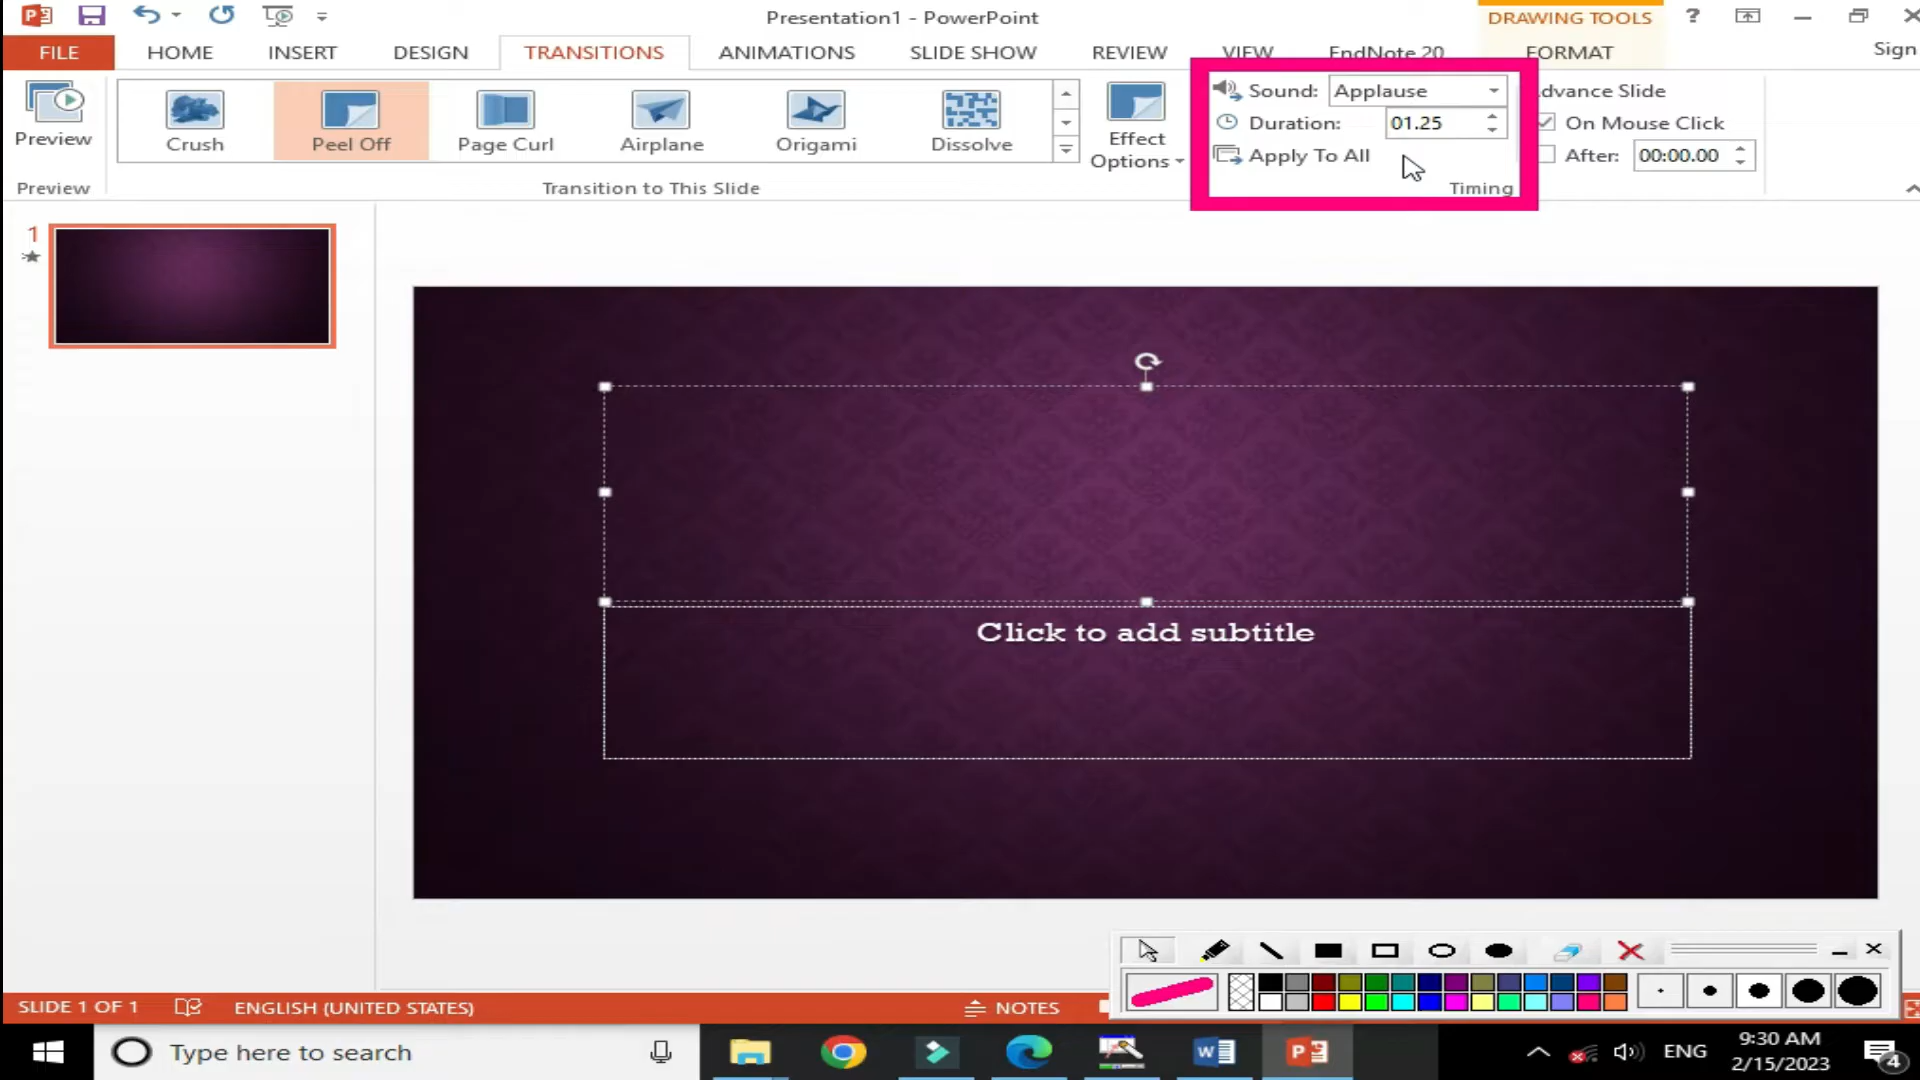 Presentation1 - PowerPoint
DRAWING TOOLS
?
FILE
HOME
INSERT
DESIGN
TRANSITIONS
ANIMATIONS
SLIDE SHOW
REVIEW
VIEW
EndNote 20
FORMAT
Sign
Preview
Crush
Peel Off
Page Curl
Airplane
Origami
Dissolve
Effect
Options
Sound: Applause
Duration: 01.25
Apply To All
dvance Slide
On Mouse Click
After: 00:00.00
Preview
Transition to This Slide
Timing
1
Click to add subtitle
SLIDE 1 OF 1
ENGLISH (UNITED STATES)
NOTES
Type here to search
ENG
9:30 AM
2/15/2023
4